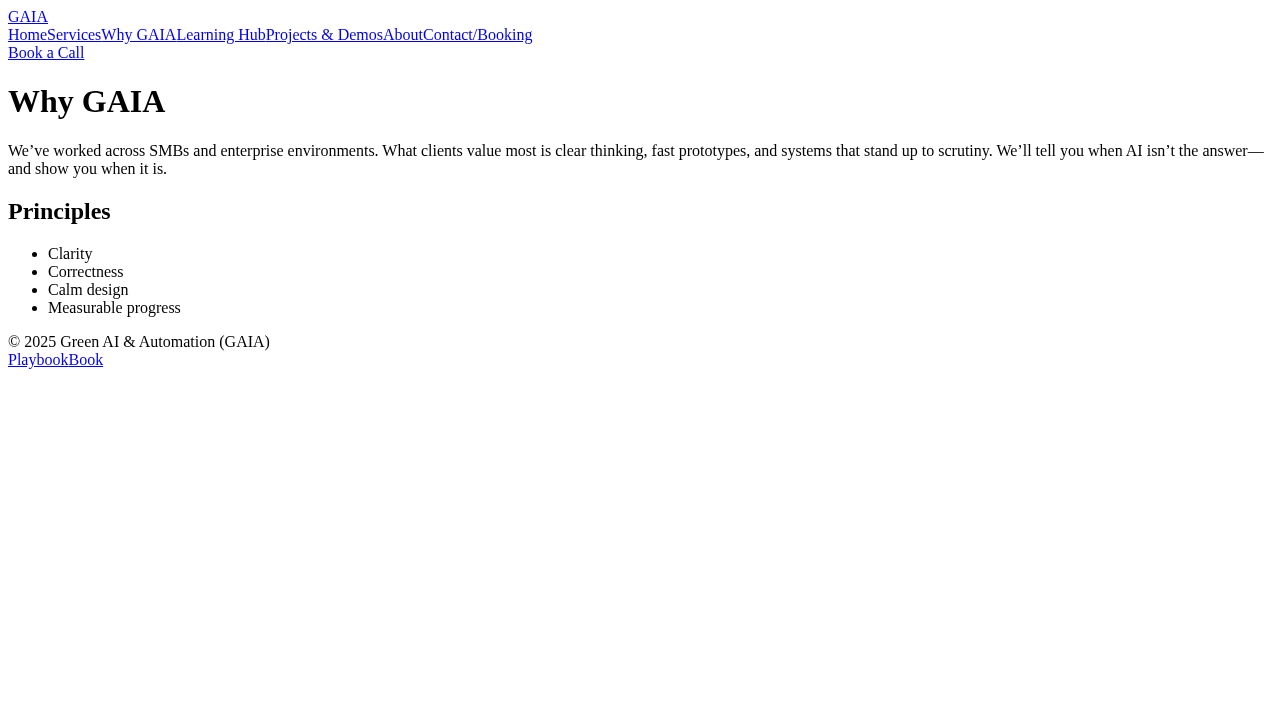 GAIA
HomeServicesWhy GAIALearning HubProjects & DemosAboutContact/Booking
Book a Call
Why GAIA
We’ve worked across SMBs and enterprise environments. What clients value most is clear thinking, fast prototypes, and systems that stand up to scrutiny. We’ll tell you when AI isn’t the answer—
and show you when it is.
Principles
Clarity
Correctness
Calm design
Measurable progress
© 2025 Green AI & Automation (GAIA)
PlaybookBook